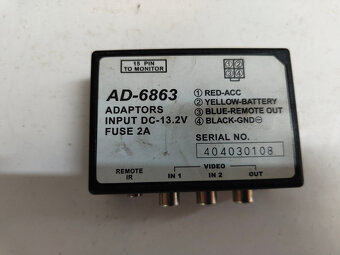 15 PIN
TO MONITOR
AD-6863
ADAPTORS
INPUT DC-13.2V
FUSE 2A
① RED-ACC
② YELLOW-BATTERY
③ BLUE-REMOTE OUT
④ BLACK-GND⊖
SERIAL NO.
404030108
REMOTE
IR
VIDEO
IN 1
IN 2
OUT